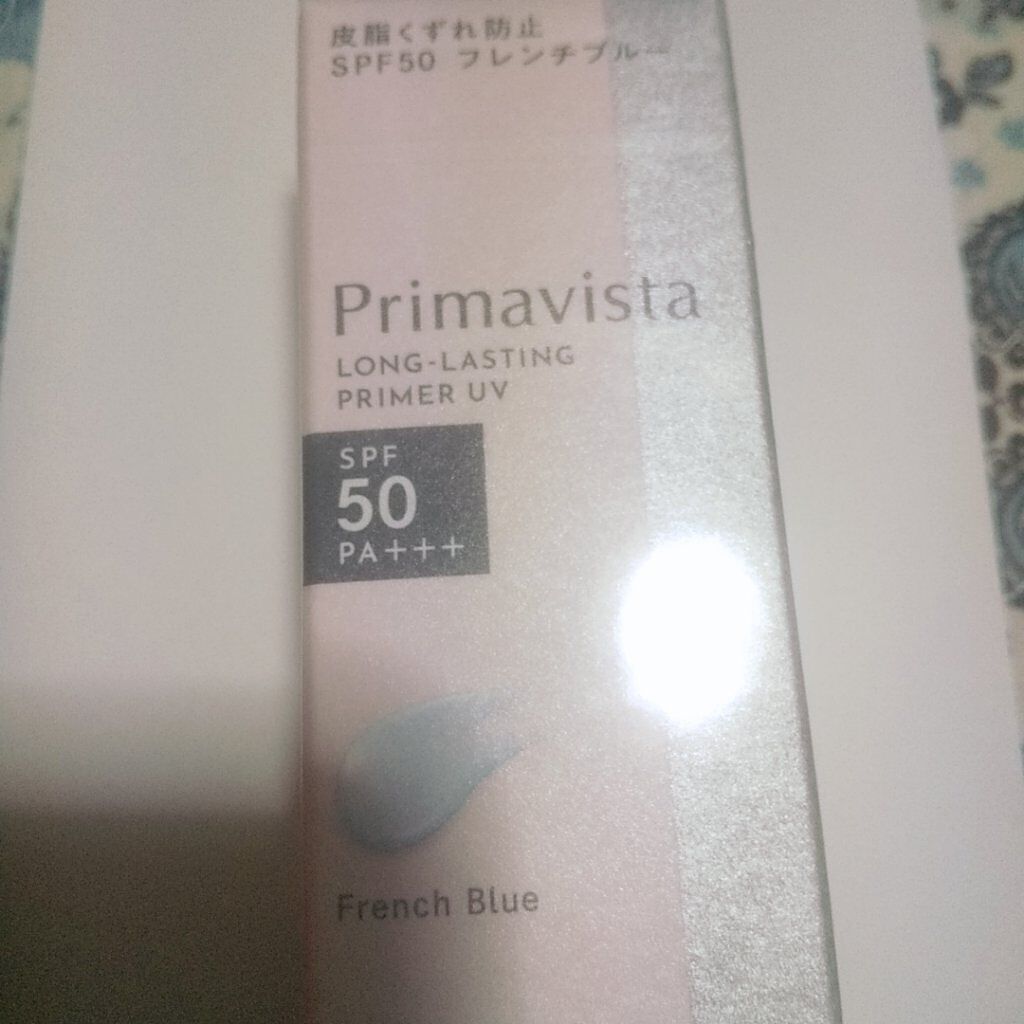 皮脂くずれ防止
SPF50 フレンチブルー
Primavista
LONG-LASTING
PRIMER UV
SPF
50
PA+++
French Blue